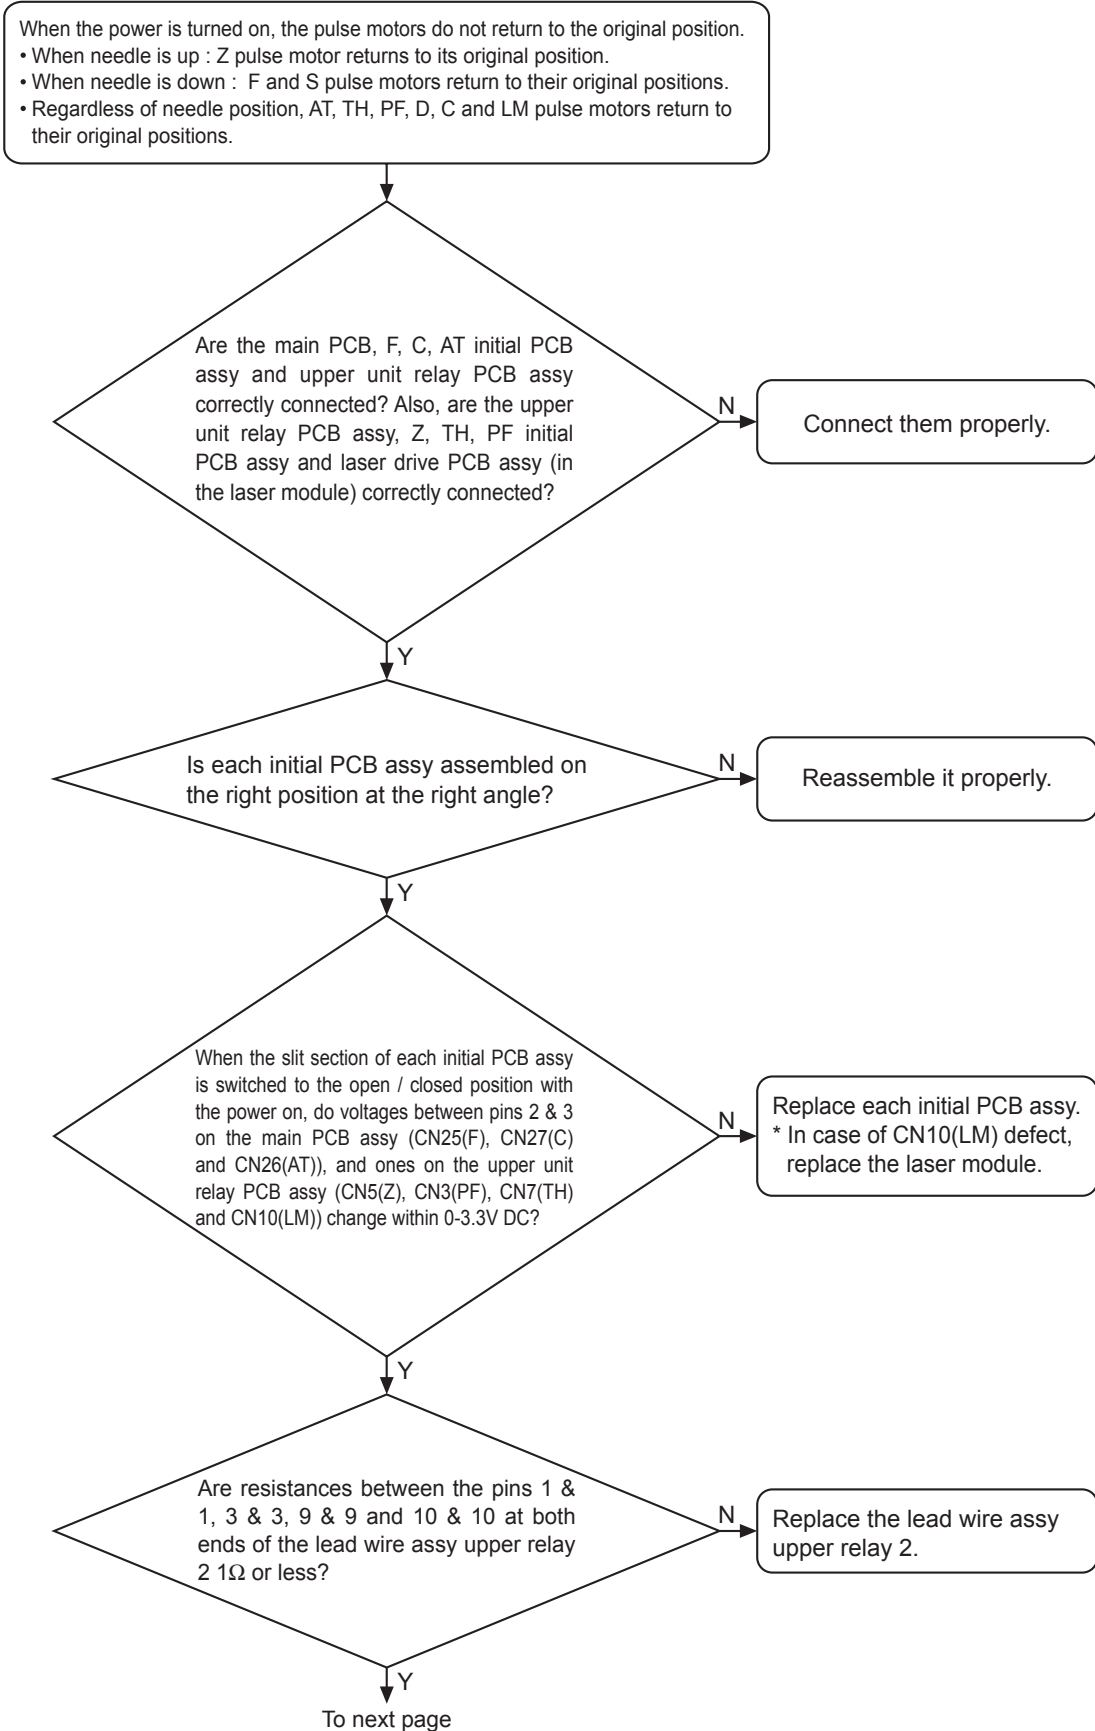 When the power is turned on, the pulse motors do not return to the original position.
• When needle is up : Z pulse motor returns to its original position.
• When needle is down : F and S pulse motors return to their original positions.
• Regardless of needle position, AT, TH, PF, D, C and LM pulse motors return to
their original positions.
Are the main PCB, F, C, AT initial PCB
assy and upper unit relay PCB assy
correctly connected? Also, are the upper
unit relay PCB assy, Z, TH, PF initial
PCB assy and laser drive PCB assy (in
the laser module) correctly connected?
N
Connect them properly.
Y
Is each initial PCB assy assembled on
the right position at the right angle?
N
Reassemble it properly.
Y
When the slit section of each initial PCB assy
is switched to the open / closed position with
the power on, do voltages between pins 2 & 3
on the main PCB assy (CN25(F), CN27(C)
and CN26(AT)), and ones on the upper unit
relay PCB assy (CN5(Z), CN3(PF), CN7(TH)
and CN10(LM)) change within 0-3.3V DC?
N
Replace each initial PCB assy.
* In case of CN10(LM) defect,
replace the laser module.
Y
Are resistances between the pins 1 &
1, 3 & 3, 9 & 9 and 10 & 10 at both
ends of the lead wire assy upper relay
2 1Ω or less?
N
Replace the lead wire assy
upper relay 2.
Y
To next page